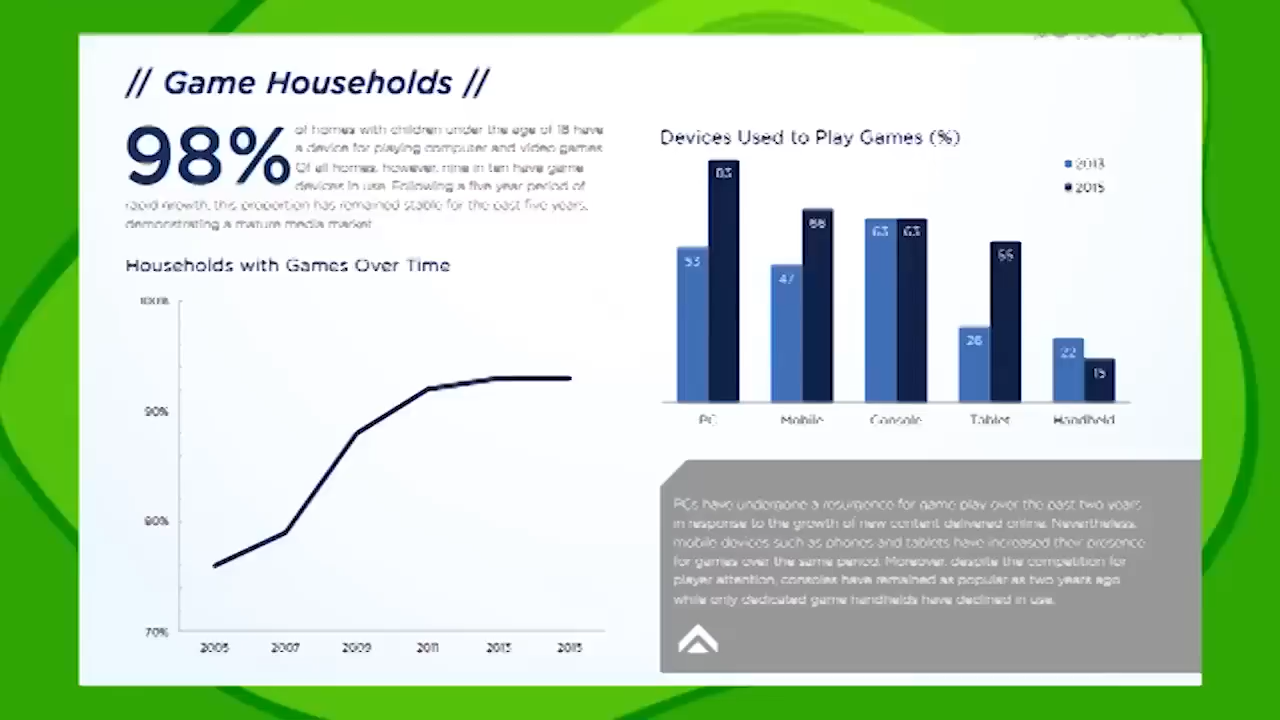 // Game Households //
98% of homes with children under the age of 18 have
a device for playing computer and video games.
Of all homes, however, nine in ten have game
devices in use. Following a five year period of
rapid growth, this proportion has remained stable for the past five years,
demonstrating a mature media market.
Households with Games Over Time
100%
90%
80%
70%
2005 2007 2009 2011 2013 2015
Devices Used to Play Games (%)
2013
2015
53 83 47 66 63 63 26 55 22 15
PC Mobile Console Tablet Handheld
PCs have undergone a resurgence for game play over the past two years
in response to the growth of new content delivered online. Nevertheless,
mobile devices such as phones and tablets have increased their presence
for games over the same period. Moreover, despite the competition for
player attention, consoles have remained as popular as two years ago
while only dedicated game handhelds have declined in use.